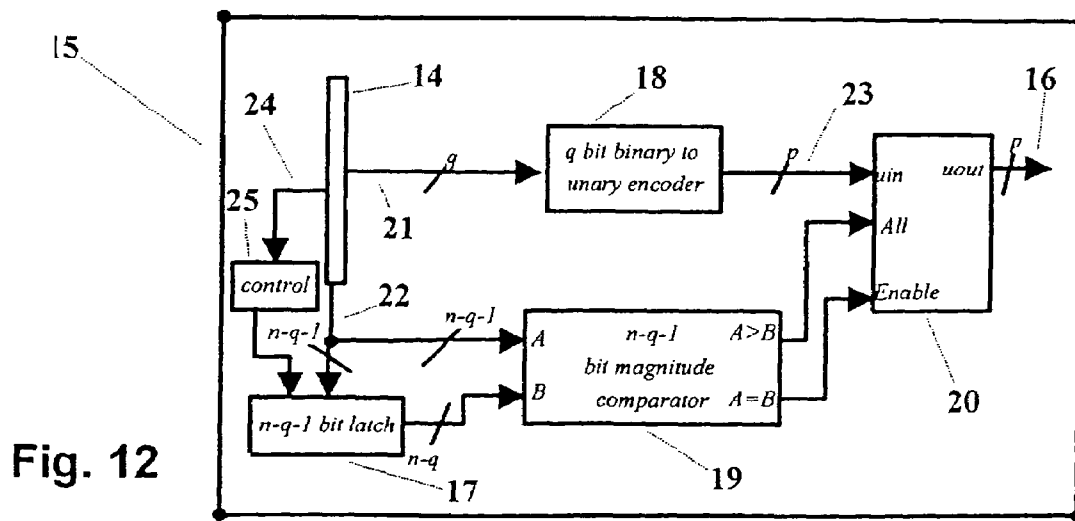 15
14
18
23
16
24
q bit binary to
unary encoder
q
p
p
uin
uout
25
21
All
control
22
Enable
n-q-1
n-q-1
A
n-q-1
A>B
bit magnitude
B
comparator
A=B
20
n-q-1 bit latch
n-q
19
17
Fig. 12